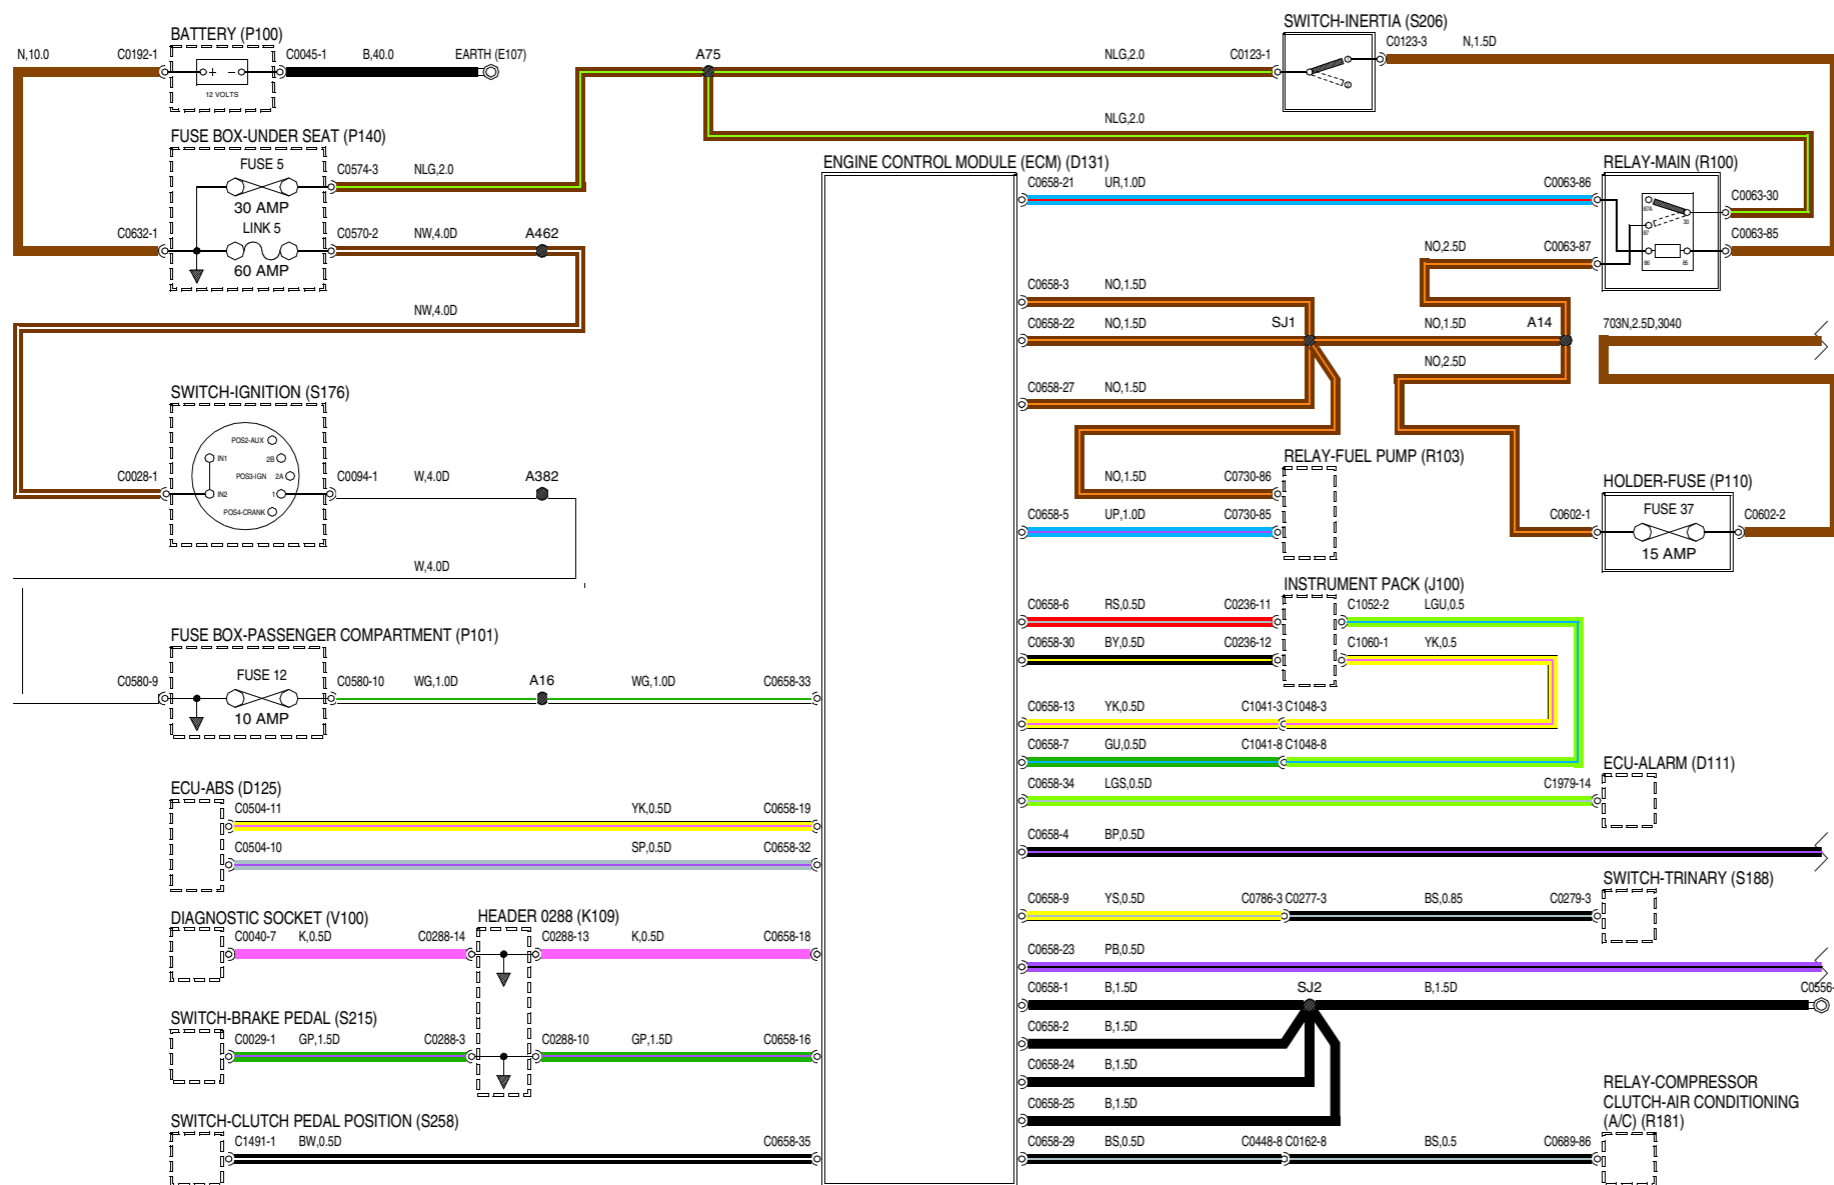 SWITCH-INERTIA (S206)
BATTERY (P100)
N,10.0
C0192-1
C0045-1
B,40.0
EARTH (E107)
A75
NLG,2.0
C0123-1
C0123-3
N,1.5D
+ -
12 VOLTS
NLG,2.0
FUSE BOX-UNDER SEAT (P140)
FUSE 5
C0574-3
NLG,2.0
30 AMP
LINK 5
C0632-1
C0570-2
NW,4.0D
A462
60 AMP
NW,4.0D
ENGINE CONTROL MODULE (ECM) (D131)
RELAY-MAIN (R100)
C0658-21
UR,1.0D
C0063-86
C0063-30
87A
30
87
86
85
C0063-85
NO,2.5D
C0063-87
C0658-3
NO,1.5D
C0658-22
NO,1.5D
SJ1
NO,1.5D
A14
703N,2.5D,3040
NO,2.5D
C0658-27
NO,1.5D
SWITCH-IGNITION (S176)
POS2-AUX
IN1
2B
POS3-IGN
2A
IN2
1
POS4-CRANK
C0028-1
C0094-1
W,4.0D
A382
W,4.0D
RELAY-FUEL PUMP (R103)
NO,1.5D
C0730-86
C0658-5
UP,1.0D
C0730-85
HOLDER-FUSE (P110)
C0602-1
FUSE 37
C0602-2
15 AMP
INSTRUMENT PACK (J100)
C0658-6
RS,0.5D
C0236-11
C1052-2
LGU,0.5
C0658-30
BY,0.5D
C0236-12
C1060-1
YK,0.5
FUSE BOX-PASSENGER COMPARTMENT (P101)
C0580-9
FUSE 12
C0580-10
WG,1.0D
A16
WG,1.0D
C0658-33
10 AMP
C0658-13
YK,0.5D
C1041-3
C1048-3
C0658-7
GU,0.5D
C1041-8
C1048-8
ECU-ALARM (D111)
C0658-34
LGS,0.5D
C1979-14
ECU-ABS (D125)
C0504-11
YK,0.5D
C0658-19
C0504-10
SP,0.5D
C0658-32
C0658-4
BP,0.5D
SWITCH-TRINARY (S188)
C0658-9
YS,0.5D
C0786-3
C0277-3
BS,0.85
C0279-3
DIAGNOSTIC SOCKET (V100)
HEADER 0288 (K109)
C0040-7
K,0.5D
C0288-14
C0288-13
K,0.5D
C0658-18
C0658-23
PB,0.5D
C0658-1
B,1.5D
SJ2
B,1.5D
C0556-
SWITCH-BRAKE PEDAL (S215)
C0029-1
GP,1.5D
C0288-3
C0288-10
GP,1.5D
C0658-16
C0658-2
B,1.5D
C0658-24
B,1.5D
C0658-25
B,1.5D
RELAY-COMPRESSOR
CLUTCH-AIR CONDITIONING
(A/C) (R181)
SWITCH-CLUTCH PEDAL POSITION (S258)
C1491-1
BW,0.5D
C0658-35
C0658-29
BS,0.5D
C0448-8
C0162-8
BS,0.5
C0689-86